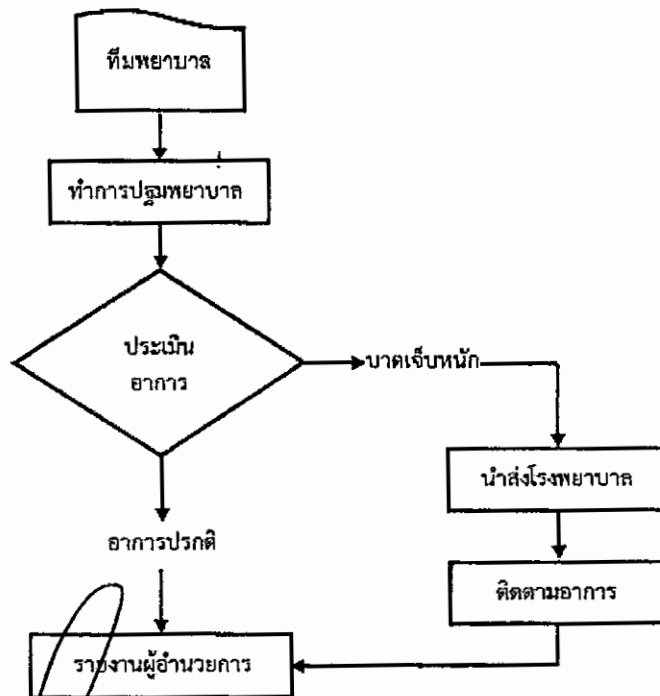 ทีมพยาบาล
ทำการปฐมพยาบาล
ประเมิน
อาการ
บาดเจ็บหนัก
นำส่งโรงพยาบาล
อาการปรกติ
ติดตามอาการ
รายงานผู้อำนวยการ